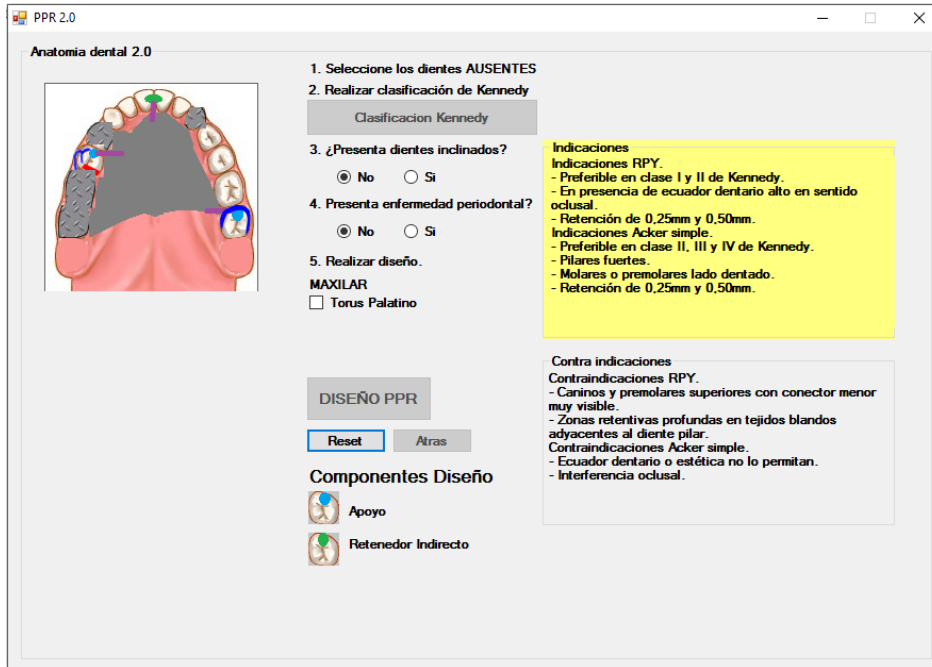 PPR 2.0
Anatomia dental 2.0
1. Seleccione los dientes AUSENTES
2. Realizar clasificación de Kennedy
Clasificacion Kennedy
3. ¿Presenta dientes inclinados?
No
Si
4. Presenta enfermedad periodontal?
No
Si
5. Realizar diseño.
MAXILAR
Torus Palatino
DISEÑO PPR
Reset
Atras
Componentes Diseño
Apoyo
Retenedor Indirecto
Indicaciones
Indicaciones RPY.
- Preferible en clase I y II de Kennedy.
- En presencia de ecuador dentario alto en sentido
oclusal.
- Retención de 0,25mm y 0,50mm.
Indicaciones Acker simple.
- Preferible en clase II, III y IV de Kennedy.
- Pilares fuertes.
- Molares o premolares lado dentado.
- Retención de 0,25mm y 0,50mm.
Contra indicaciones
Contraindicaciones RPY.
- Caninos y premolares superiores con conector menor
muy visible.
- Zonas retentivas profundas en tejidos blandos
adyacentes al diente pilar.
Contraindicaciones Acker simple.
- Ecuador dentario o estética no lo permitan.
- Interferencia oclusal.